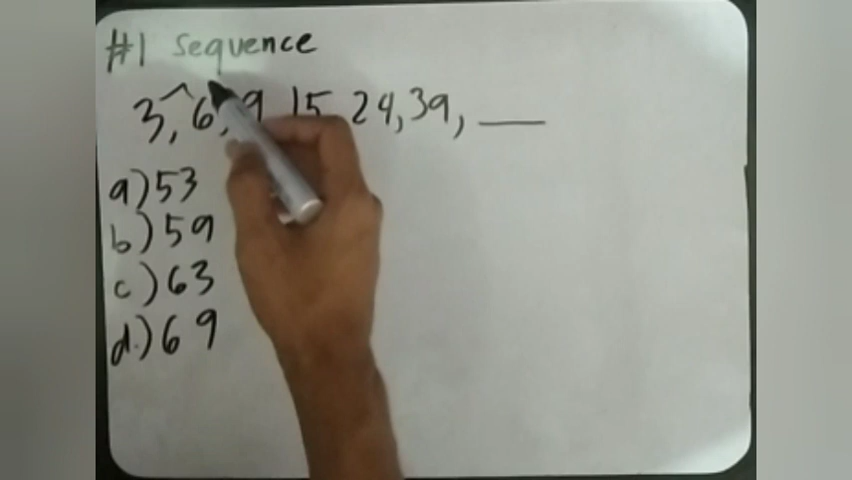 #1 sequence
3, 6, 9 15 24, 39, ___
a) 53
b) 59
c) 63
d.) 69